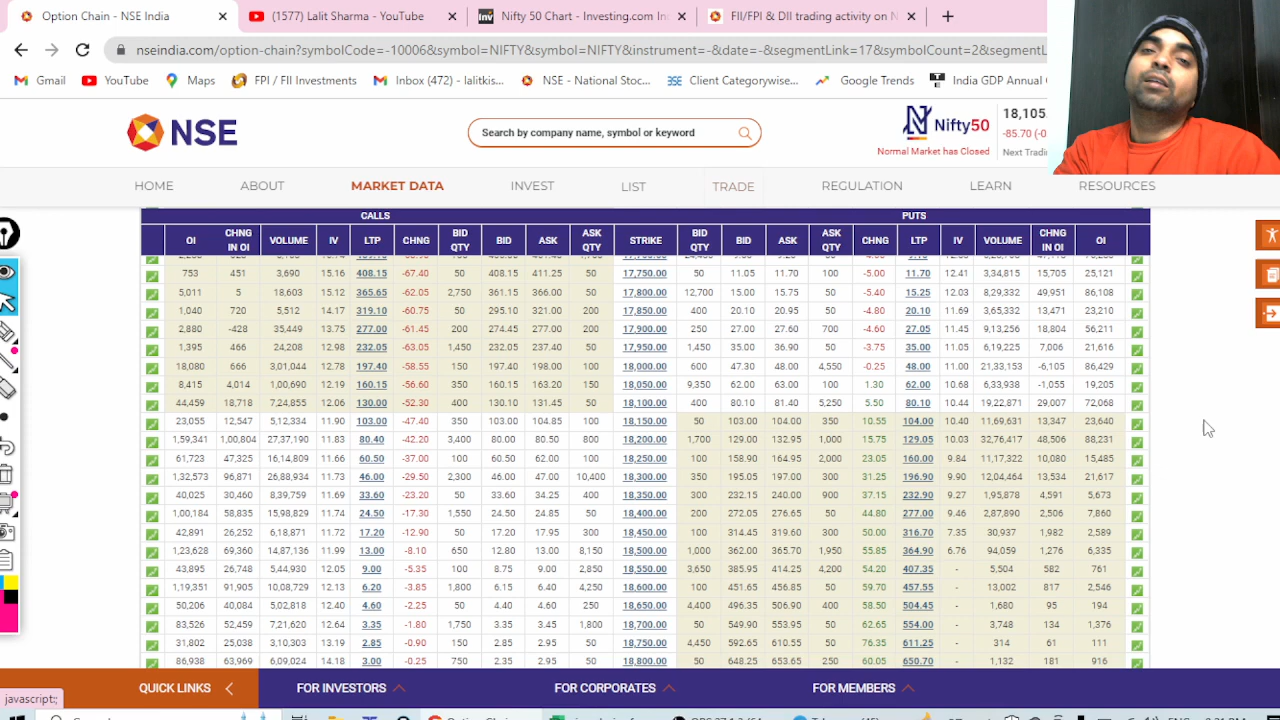 Option Chain - NSE India
(1577) Lalit Sharma - YouTube
Nifty 50 Chart - Investing.com In
FII/FPI & DII trading activity on N
nseindia.com/option-chain?symbolCode=-10006&symbol=NIFTY&symbol=NIFTY&instrument=-&date=-&segmentLink=17&symbolCount=2&segmentL
Gmail YouTube Maps FPI / FII Investments Inbox (472) - lalitkis... NSE - National Stoc... Client Categorywise... Google Trends India GDP Annual
NSE
Search by company name, symbol or keyword
Nifty50
18,105.
-85.70 (-0
Normal Market has Closed
Next Tradin
HOME ABOUT MARKET DATA INVEST LIST TRADE REGULATION LEARN RESOURCES
CALLS PUTS
OI CHNG IN OI VOLUME IV LTP CHNG BID QTY BID ASK ASK QTY STRIKE BID QTY BID ASK ASK QTY CHNG LTP IV VOLUME CHNG IN OI OI
753 451 3,690 15.16 408.15 -67.40 50 408.15 411.25 50 17,750.00 50 11.05 11.70 100 -5.00 11.70 12.41 3,34,815 15,705 25,121
5,011 5 18,603 15.12 365.65 -62.05 2,750 361.30 366.00 50 17,800.00 12,700 15.00 15.75 50 -5.40 15.25 12.03 8,29,332 49,951 86,108
1,040 720 5,512 14.17 319.10 -60.75 50 295.10 321.00 200 17,850.00 400 20.10 20.95 50 -4.80 20.10 11.69 3,65,332 13,471 23,210
2,880 -428 35,449 13.75 277.00 -61.45 200 274.45 277.00 200 17,900.00 250 27.00 27.60 700 -4.60 27.05 11.45 9,13,256 18,804 56,211
1,395 466 24,208 12.98 232.05 -63.05 1,450 232.05 237.40 50 17,950.00 1,450 35.00 36.90 50 -3.75 35.00 11.05 6,19,225 7,006 21,616
18,080 666 3,01,044 12.78 197.40 -58.55 150 197.40 198.00 100 18,000.00 600 47.30 48.00 4,550 -0.25 48.00 11.00 21,33,153 -6,105 86,429
8,415 4,014 1,00,690 12.19 160.15 -56.60 350 160.15 163.20 50 18,050.00 9,350 62.00 63.00 100 1.30 62.00 10.68 6,33,938 -1,055 19,205
44,459 18,768 7,24,855 12.06 130.00 -52.30 400 130.10 131.45 50 18,100.00 400 80.10 81.40 5,250 5.50 80.10 10.44 19,22,871 29,007 72,068
23,055 12,547 5,12,334 11.90 103.00 -47.40 350 103.00 104.85 100 18,150.00 50 103.00 104.00 350 10.55 104.00 10.40 11,69,631 13,347 23,640
1,59,341 1,00,804 27,37,190 11.83 80.40 -42.20 3,400 80.00 80.50 800 18,200.00 1,700 129.00 132.95 1,000 15.75 129.05 10.03 32,76,417 48,506 88,231
61,723 47,325 16,14,809 11.66 60.50 -37.00 100 60.50 62.00 100 18,250.00 100 158.90 164.95 2,000 23.05 160.00 9.84 11,17,322 10,080 15,485
1,32,573 96,871 26,88,934 11.73 46.00 -29.50 2,300 46.00 47.00 10,400 18,300.00 350 195.05 197.00 300 31.25 196.90 9.90 12,04,464 13,534 21,617
40,025 30,460 8,39,759 11.69 33.60 -23.20 50 33.60 34.25 400 18,350.00 300 232.15 240.00 900 37.15 232.90 9.27 1,95,878 4,591 5,673
1,00,184 58,835 15,98,829 11.74 24.50 -17.30 1,550 24.50 24.85 50 18,400.00 200 272.05 276.65 50 44.80 277.00 9.46 2,87,890 2,506 7,860
42,891 26,252 6,18,871 11.72 17.20 -12.90 50 17.20 17.95 300 18,450.00 100 314.45 319.60 300 50.00 316.70 7.35 30,937 1,982 2,589
1,23,628 69,360 14,87,136 11.99 13.00 -8.10 650 12.80 13.00 8,150 18,500.00 1,000 362.00 365.70 1,950 55.85 364.90 6.76 94,059 1,276 6,335
43,895 26,748 5,44,930 12.05 9.00 -5.35 100 8.75 9.00 2,850 18,550.00 3,650 385.95 414.25 4,200 54.20 407.35 - 5,504 582 761
1,19,351 91,905 10,08,729 12.13 6.20 -3.85 1,800 6.15 6.40 4,250 18,600.00 100 451.65 456.85 50 59.70 457.55 - 13,002 817 2,546
50,206 40,084 5,02,818 12.40 4.60 -2.25 50 4.40 4.60 250 18,650.00 4,400 496.35 506.90 400 58.50 504.45 - 1,680 95 194
83,526 52,459 7,21,620 12.64 3.35 -1.80 1,750 3.35 3.45 1,800 18,700.00 50 549.90 553.95 50 62.65 554.00 - 3,748 134 1,376
31,802 25,038 3,10,303 13.19 2.85 -0.90 150 2.85 2.95 50 18,750.00 4,450 592.65 610.55 50 64.35 611.25 - 314 61 111
86,938 63,969 6,09,024 14.18 3.00 -0.25 750 2.35 2.95 50 18,800.00 50 648.25 653.65 250 60.05 650.70 - 1,132 181 916
QUICK LINKS FOR INVESTORS FOR CORPORATES FOR MEMBERS
javascript:;